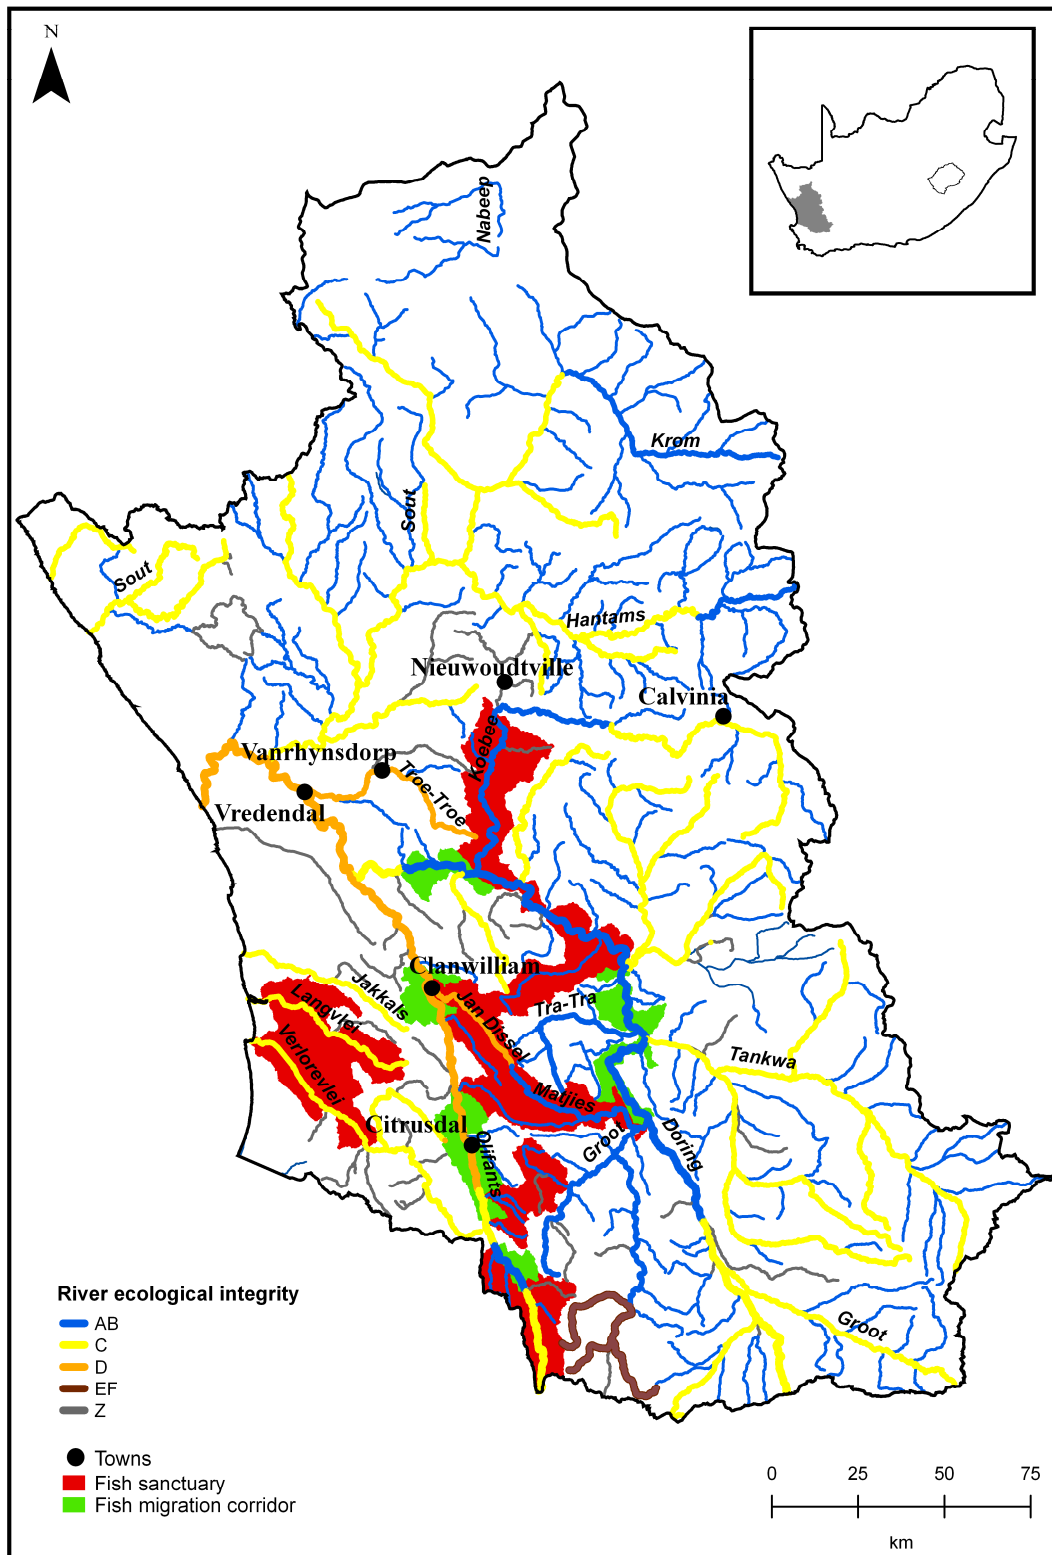 N
Nabeep
Krom
Sout
Sout
Hantams
Nieuwoudtville
Calvinia
Koebee
Vanrhynsdorp
Troe-Troe
Vredendal
Clanwilliam
Jakkals
Langvlei
Jan Dissel
Tra-Tra
Verlorevlei
Tankwa
Matjies
Citrusdal
Olifants
Groot
Doring
Groot
River ecological integrity
AB
C
D
EF
Z
Towns
Fish sanctuary
Fish migration corridor
0 25 50 75
km